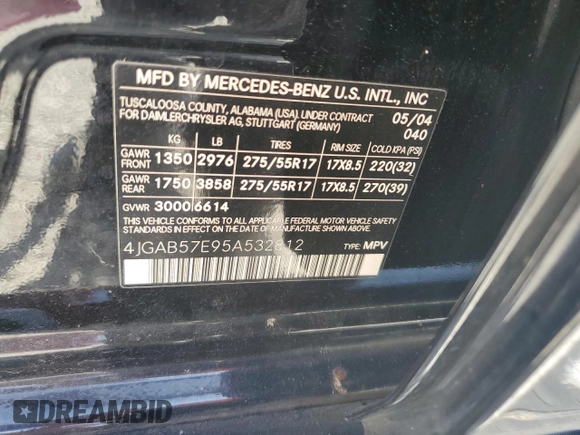 MFD BY MERCEDES-BENZ U.S. INTL., INC
TUSCALOOSA COUNTY, ALABAMA (USA). UNDER CONTRACT 05/04
FOR DAIMLERCHRYSLER AG, STUTTGART (GERMANY) 040
KG LB TIRES RIM SIZE COLD KPA (PSI)
GAWR FRONT 1350 2976 275/55R17 17X8.5 220(32)
GAWR REAR 1750 3858 275/55R17 17X8.5 270(39)
GVWR 3000 6614
THIS VEHICLE CONFORMS TO ALL APPLICABLE FEDERAL MOTOR VEHICLE SAFETY
STANDARDS IN EFFECT ON THE DATE OF MANUFACTURE SHOWN ABOVE.
4JGAB57E95A532812 TYPE: MPV
DREAMBID